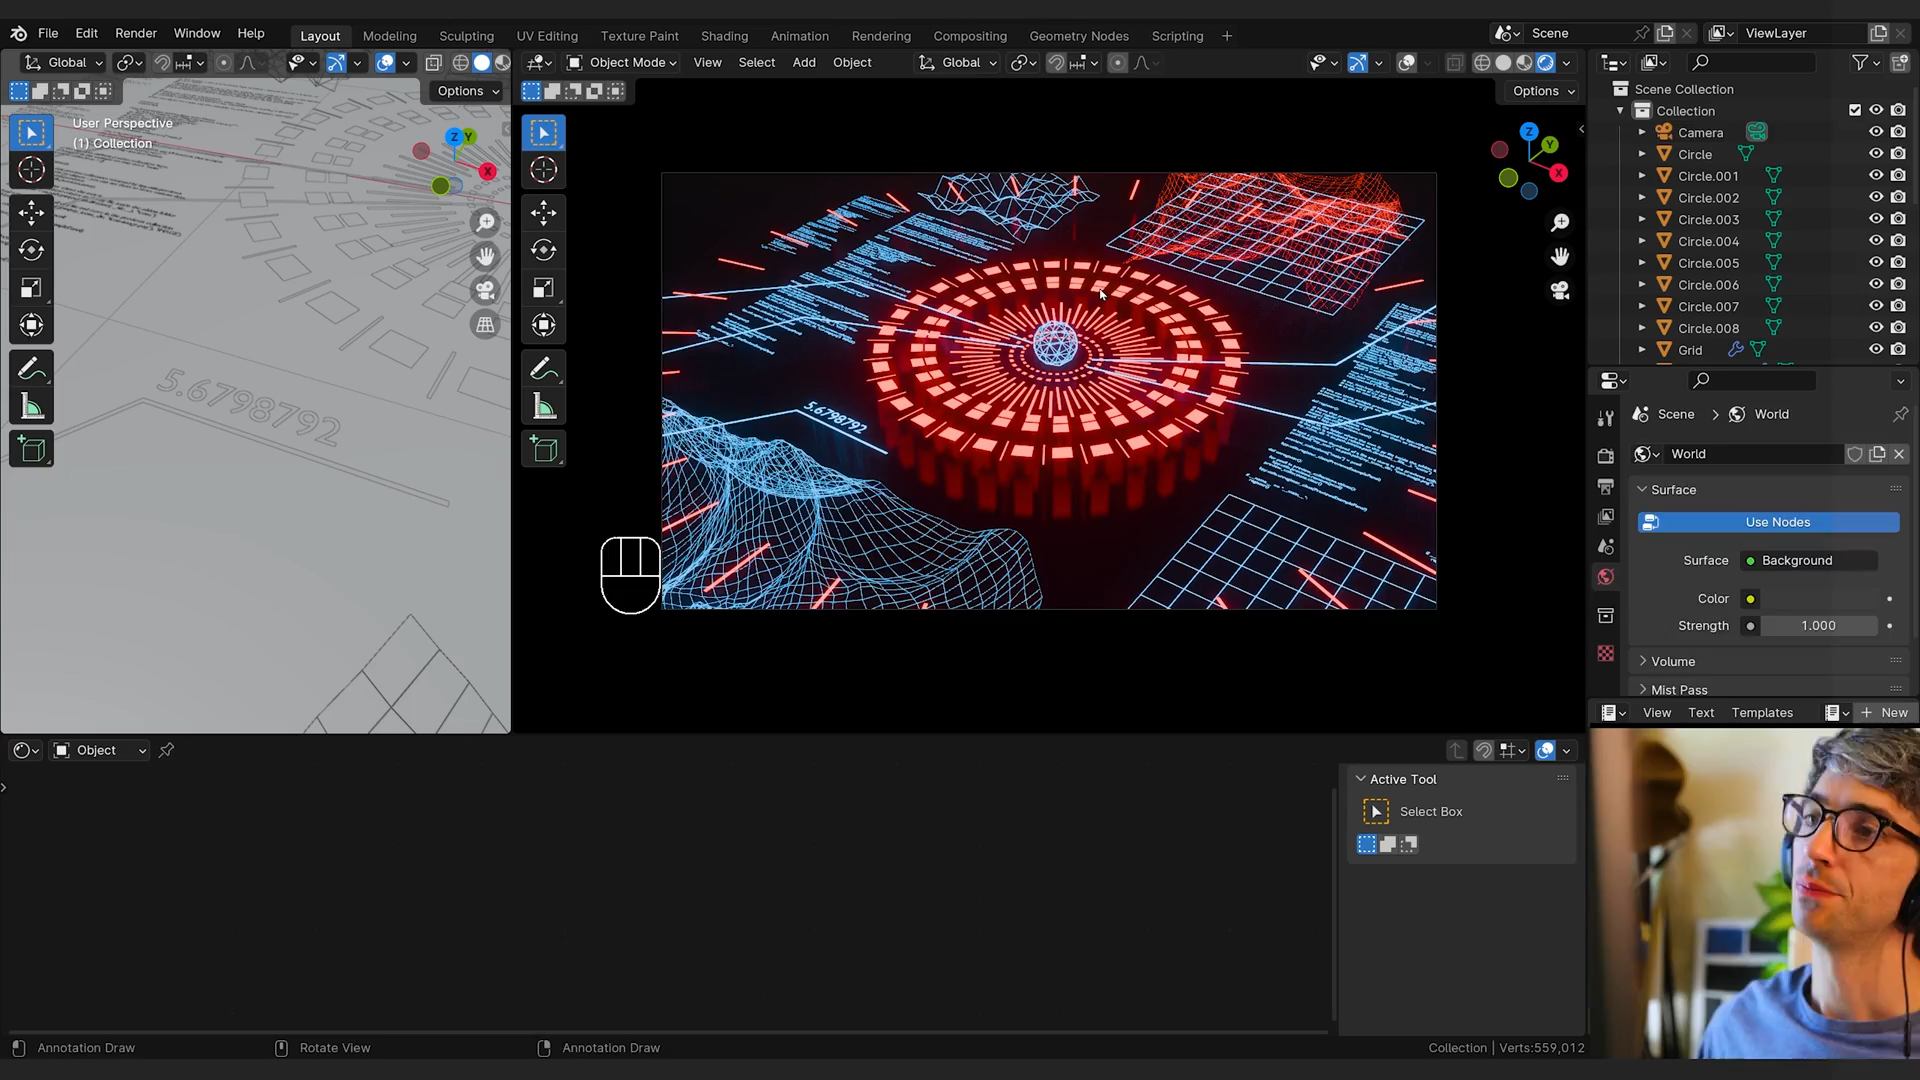 File Edit Render Window Help Layout Modeling Sculpting UV Editing Texture Paint Shading Animation Rendering Compositing Geometry Nodes Scripting + Scene ViewLayer
Global Object Mode View Select Add Object Global
Options Options
Scene Collection
Collection
User Perspective
(1) Collection
Z Y X
Z Y X
Camera
Circle
Circle.001
Circle.002
Circle.003
Circle.004
Circle.005
Circle.006
Circle.007
Circle.008
Grid
5.6798792
5.6798792
Scene > World
World
Surface
Use Nodes
Surface Background
Color
Strength 1.000
Volume
Mist Pass
View Text Templates + New
Object
Active Tool
Select Box
Annotation Draw Rotate View Annotation Draw Collection | Verts:559,012